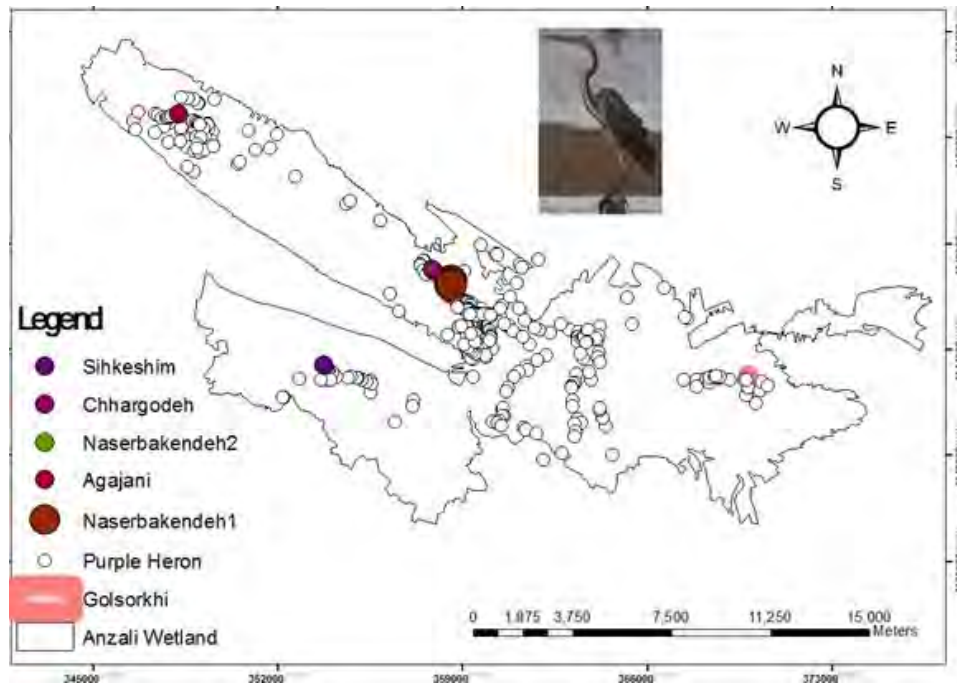 N
W E
S
Legend
Sihkeshim
Chhargodeh
Naserbakendeh2
Agajani
Naserbakendeh1
Purple Heron
Golsorkhi
Anzali Wetland
0 1,875 3,750 7,500 11,250 15,000
Meters
345000 352000 359000 366000 373000